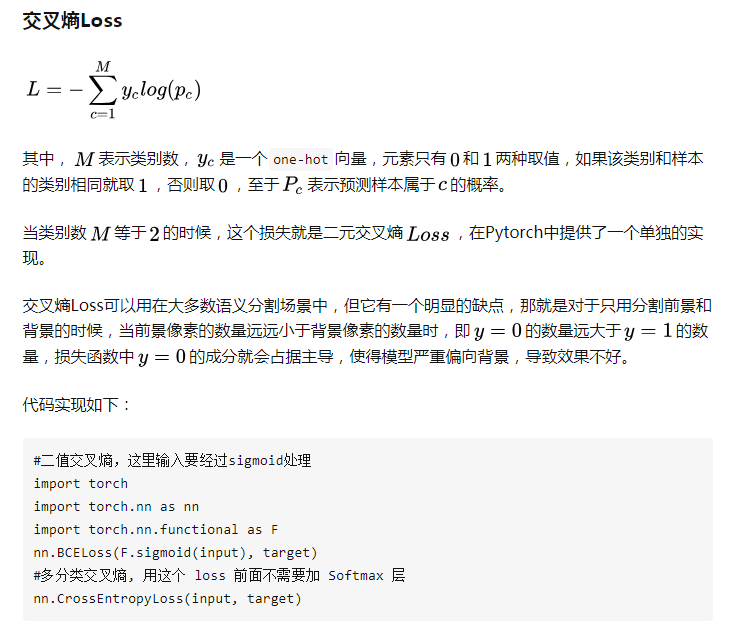 交叉熵Loss
M
L = − ∑ y_c log(p_c)
c=1
其中，M 表示类别数，y_c 是一个 one-hot 向量，元素只有 0 和 1 两种取值，如果该类别和样本
的类别相同就取 1，否则取 0，至于 P_c 表示预测样本属于 c 的概率。
当类别数 M 等于 2 的时候，这个损失就是二元交叉熵 Loss，在Pytorch中提供了一个单独的实
现。
交叉熵Loss可以用在大多数语义分割场景中，但它有一个明显的缺点，那就是对于只用分割前景和
背景的时候，当前景像素的数量远远小于背景像素的数量时，即 y = 0 的数量远大于 y = 1 的数
量，损失函数中 y = 0 的成分就会占据主导，使得模型严重偏向背景，导致效果不好。
代码实现如下：
#二值交叉熵，这里输入要经过sigmoid处理
import torch
import torch.nn as nn
import torch.nn.functional as F
nn.BCELoss(F.sigmoid(input), target)
#多分类交叉熵, 用这个 loss 前面不需要加 Softmax 层
nn.CrossEntropyLoss(input, target)